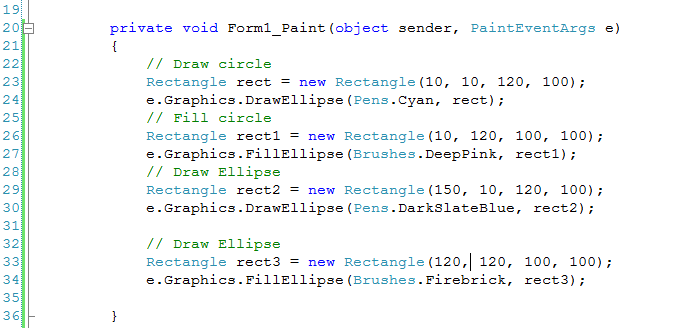 19
20 private void Form1_Paint(object sender, PaintEventArgs e)
21 {
22 // Draw circle
23 Rectangle rect = new Rectangle(10, 10, 120, 100);
24 e.Graphics.DrawEllipse(Pens.Cyan, rect);
25 // Fill circle
26 Rectangle rect1 = new Rectangle(10, 120, 100, 100);
27 e.Graphics.FillEllipse(Brushes.DeepPink, rect1);
28 // Draw Ellipse
29 Rectangle rect2 = new Rectangle(150, 10, 120, 100);
30 e.Graphics.DrawEllipse(Pens.DarkSlateBlue, rect2);
31
32 // Draw Ellipse
33 Rectangle rect3 = new Rectangle(120, 120, 100, 100);
34 e.Graphics.FillEllipse(Brushes.Firebrick, rect3);
35
36 }